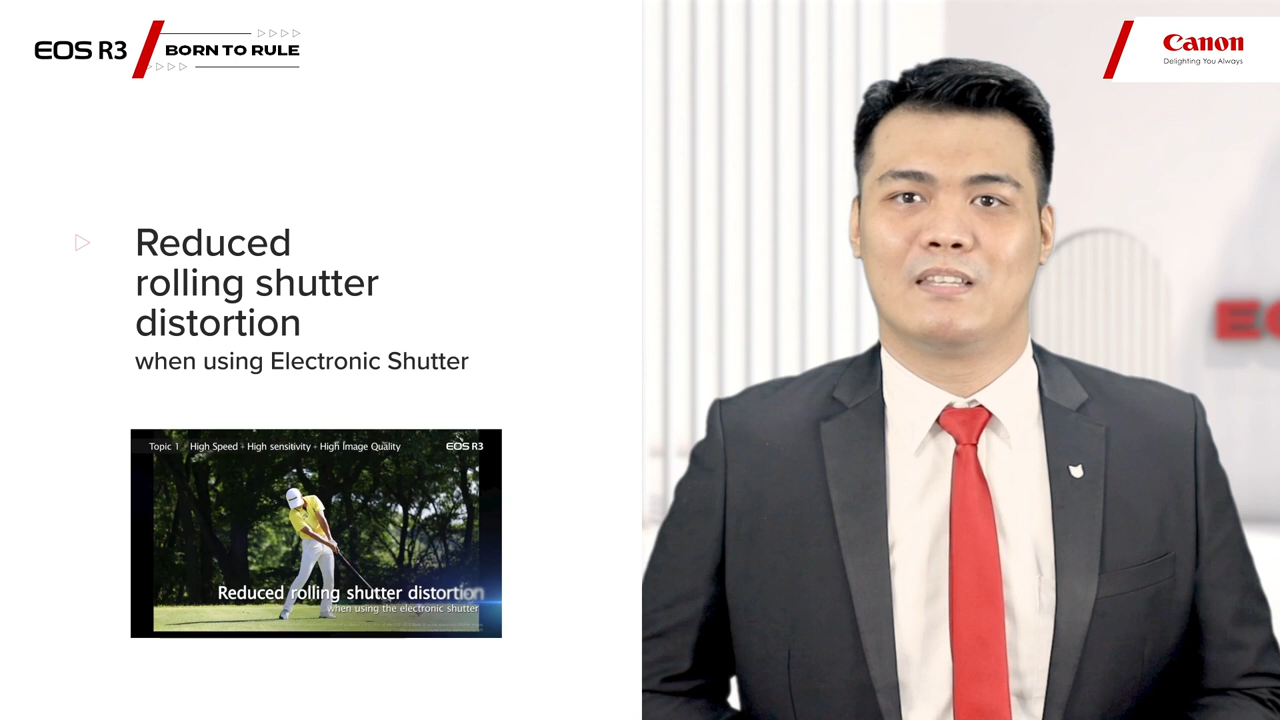 EOS R3
BORN TO RULE
Canon
Delighting You Always
Reduced
rolling shutter
distortion
when using Electronic Shutter
Topic 1 High Speed + High sensitivity + High Image Quality
EOS R3
Reduced rolling shutter distortion
when using the electronic shutter